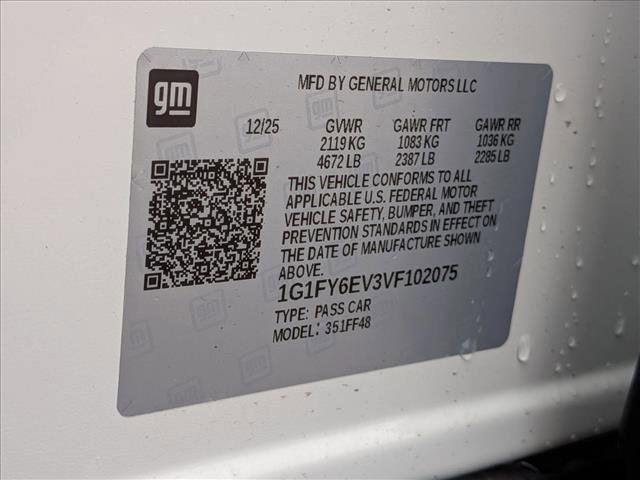 gm
MFD BY GENERAL MOTORS LLC
12/25 GVWR GAWR FRT GAWR RR
2119 KG 1083 KG 1036 KG
4672 LB 2387 LB 2285 LB
THIS VEHICLE CONFORMS TO ALL
APPLICABLE U.S. FEDERAL MOTOR
VEHICLE SAFETY, BUMPER, AND THEFT
PREVENTION STANDARDS IN EFFECT ON
THE DATE OF MANUFACTURE SHOWN
ABOVE.
1G1FY6EV3VF102075
TYPE: PASS CAR
MODEL: 351FF48